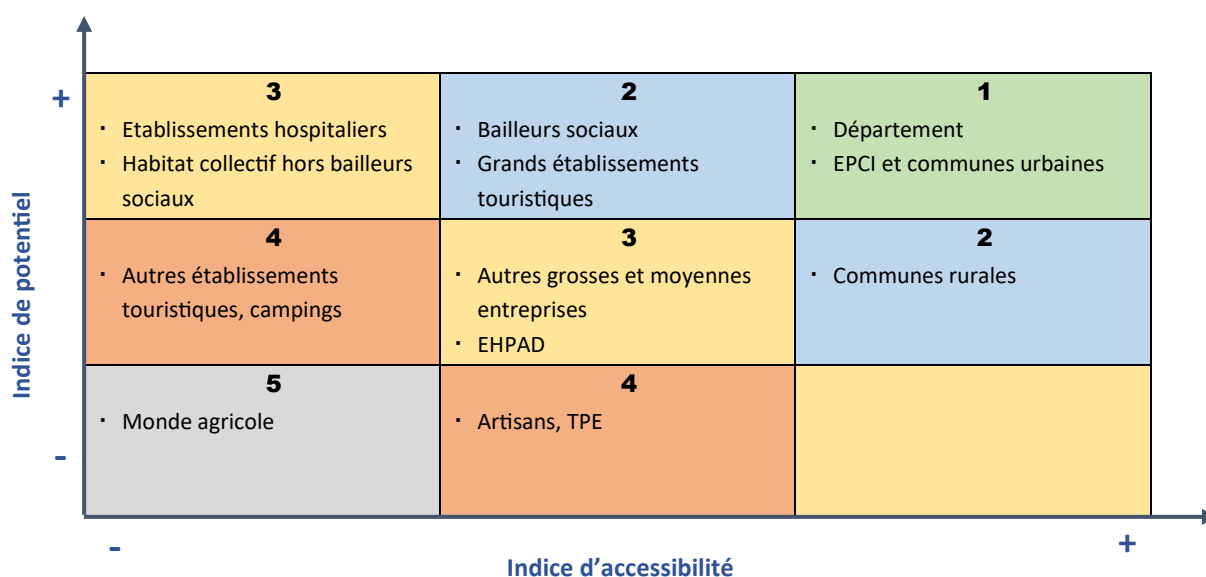 +
Indice de potentiel
-
3
· Etablissements hospitaliers
· Habitat collectif hors bailleurs
sociaux
2
· Bailleurs sociaux
· Grands établissements
touristiques
1
· Département
· EPCI et communes urbaines
4
· Autres établissements
touristiques, campings
3
· Autres grosses et moyennes
entreprises
· EHPAD
2
· Communes rurales
5
· Monde agricole
4
· Artisans, TPE
-
+
Indice d’accessibilité